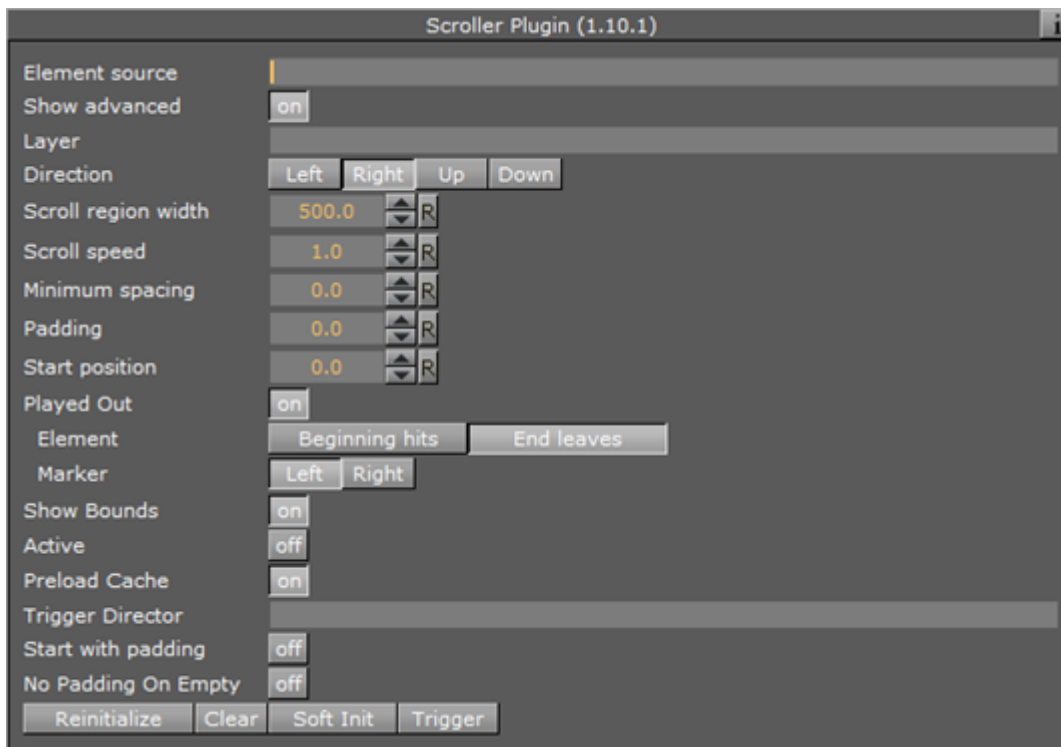 Scroller Plugin (1.10.1) i
Element source
Show advanced on
Layer
Direction Left Right Up Down
Scroll region width 500.0 R
Scroll speed 1.0 R
Minimum spacing 0.0 R
Padding 0.0 R
Start position 0.0 R
Played Out on
Element Beginning hits End leaves
Marker Left Right
Show Bounds on
Active off
Preload Cache on
Trigger Director
Start with padding off
No Padding On Empty off
Reinitialize Clear Soft Init Trigger